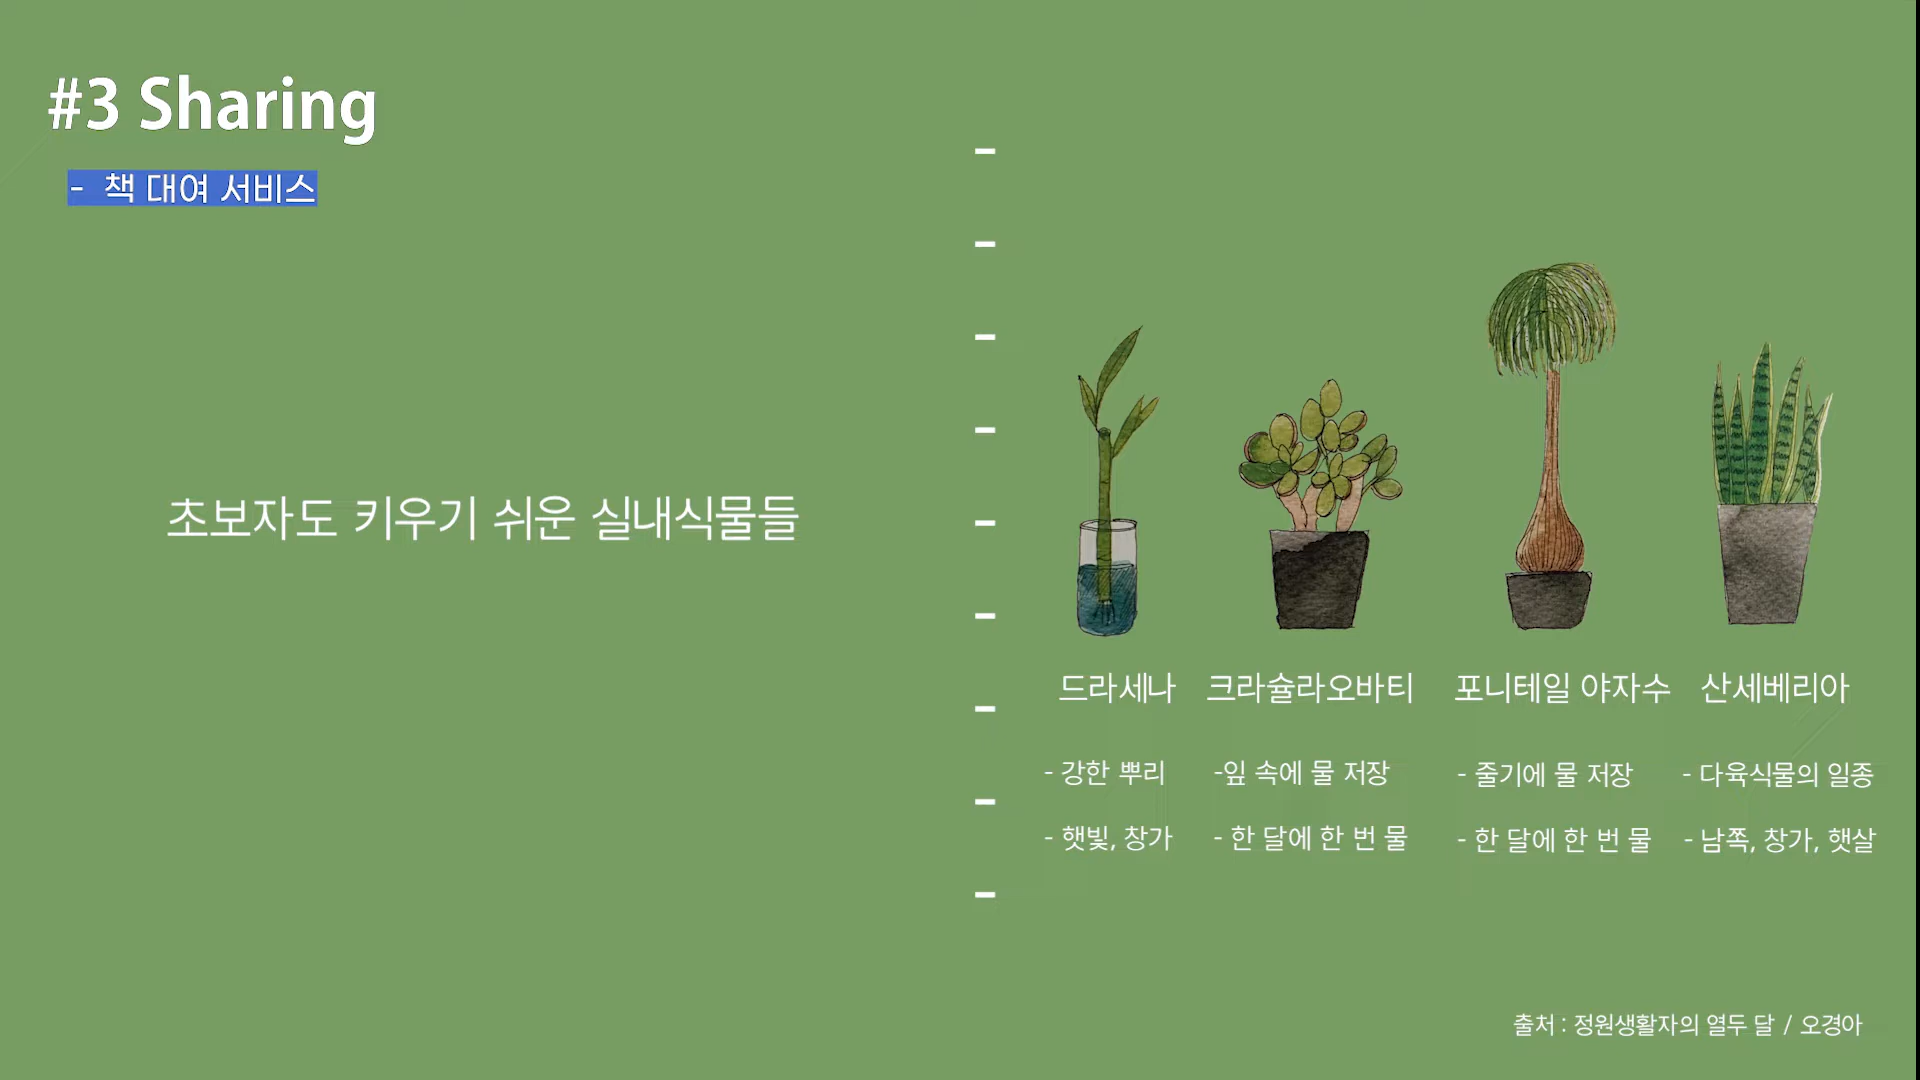 #3 Sharing
- 책 대여 서비스
초보자도 키우기 쉬운 실내식물들
드라세나
- 강한 뿌리
- 햇빛, 창가
크라슐라오바티
-잎 속에 물 저장
- 한 달에 한 번 물
포니테일 야자수
- 줄기에 물 저장
- 한 달에 한 번 물
산세베리아
- 다육식물의 일종
- 남쪽, 창가, 햇살
출처 : 정원생활자의 열두 달 / 오경아